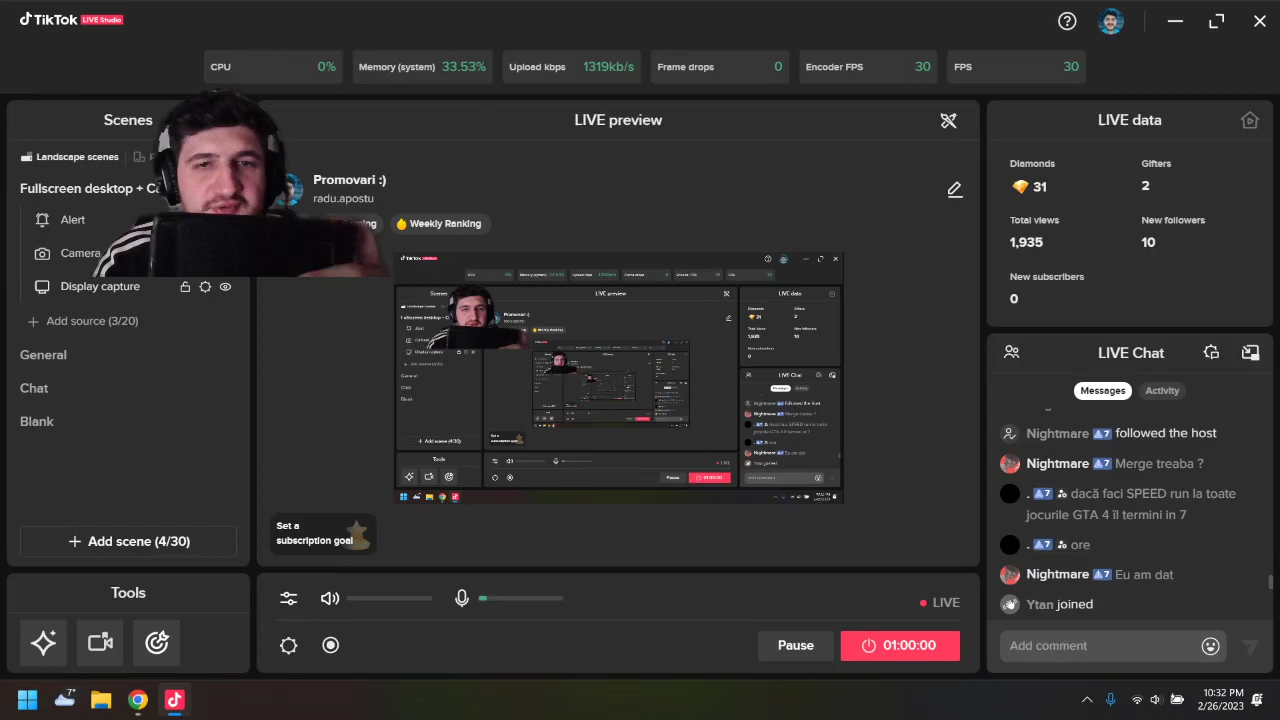 TikTok LIVE Studio
CPU 0%
Memory (system) 33.53%
Upload kbps 1319kb/s
Frame drops 0
Encoder FPS 30
FPS 30
Scenes
Landscape scenes
Fullscreen desktop +
Alert
Camera
Display capture
Add source (3/20)
General
Chat
Blank
Add scene (4/30)
Tools
LIVE preview
Promovari :)
radu.apostu
Weekly Ranking
Set a
subscription goal
LIVE
Pause
01:00:00
LIVE data
Diamonds
31
Gifters
2
Total views
1,935
New followers
10
New subscribers
0
LIVE Chat
Messages
Activity
Nightmare 7 followed the host
Nightmare 7 Merge treaba ?
. 7 dacă faci SPEED run la toate
jocurile GTA 4 îl termini in 7
. 7 ore
Nightmare 7 Eu am dat
Ytan joined
Add comment
7°
10:32 PM
2/26/2023